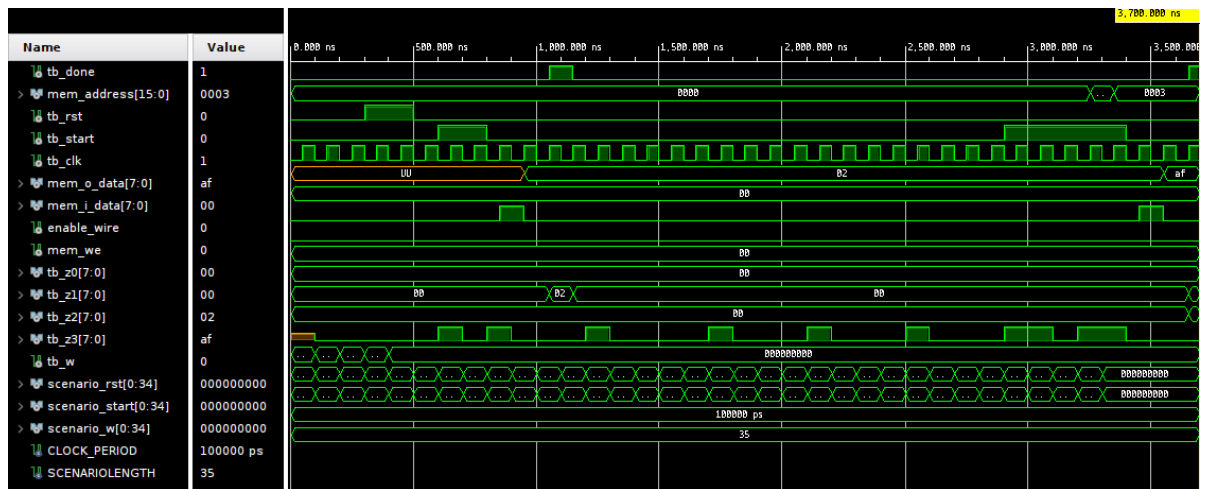 3,700.000 ns
Name Value 0.000 ns 500.000 ns 1,000.000 ns 1,500.000 ns 2,000.000 ns 2,500.000 ns 3,000.000 ns 3,500.000
tb_done 1
mem_address[15:0] 0003 0000 .. 0003
tb_rst 0
tb_start 0
tb_clk 1
mem_o_data[7:0] af UU 02 af
mem_i_data[7:0] 00 00
enable_wire 0
mem_we 0
tb_z0[7:0] 00 00
tb_z1[7:0] 00 00
tb_z2[7:0] 02 00 02 00
tb_z3[7:0] af 00
tb_w 0
scenario_rst[0:34] 000000000 .. .. .. .. 000000000
scenario_start[0:34] 000000000 .. .. .. .. .. .. .. .. .. .. .. .. .. .. .. .. .. .. .. .. .. .. .. .. .. .. .. .. .. .. .. .. .. 000000000
scenario_w[0:34] 000000000 .. .. .. .. .. .. .. .. .. .. .. .. .. .. .. .. .. .. .. .. .. .. .. .. .. .. .. .. .. .. .. .. .. 000000000
CLOCK_PERIOD 100000 ps 100000 ps
SCENARIOLENGTH 35 35